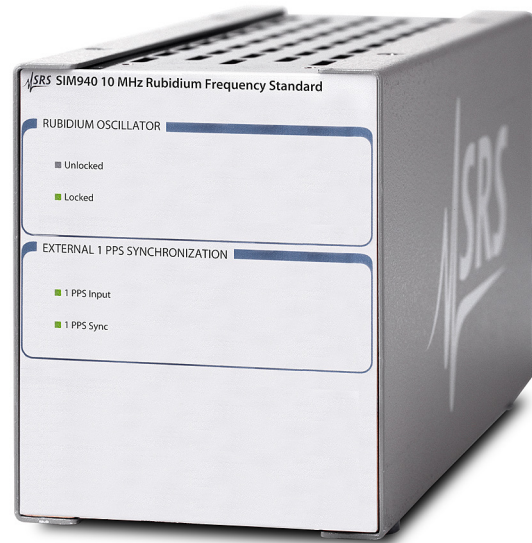 SRS SIM940 10 MHz Rubidium Frequency Standard
RUBIDIUM OSCILLATOR
Unlocked
Locked
EXTERNAL 1 PPS SYNCHRONIZATION
1 PPS Input
1 PPS Sync
SRS